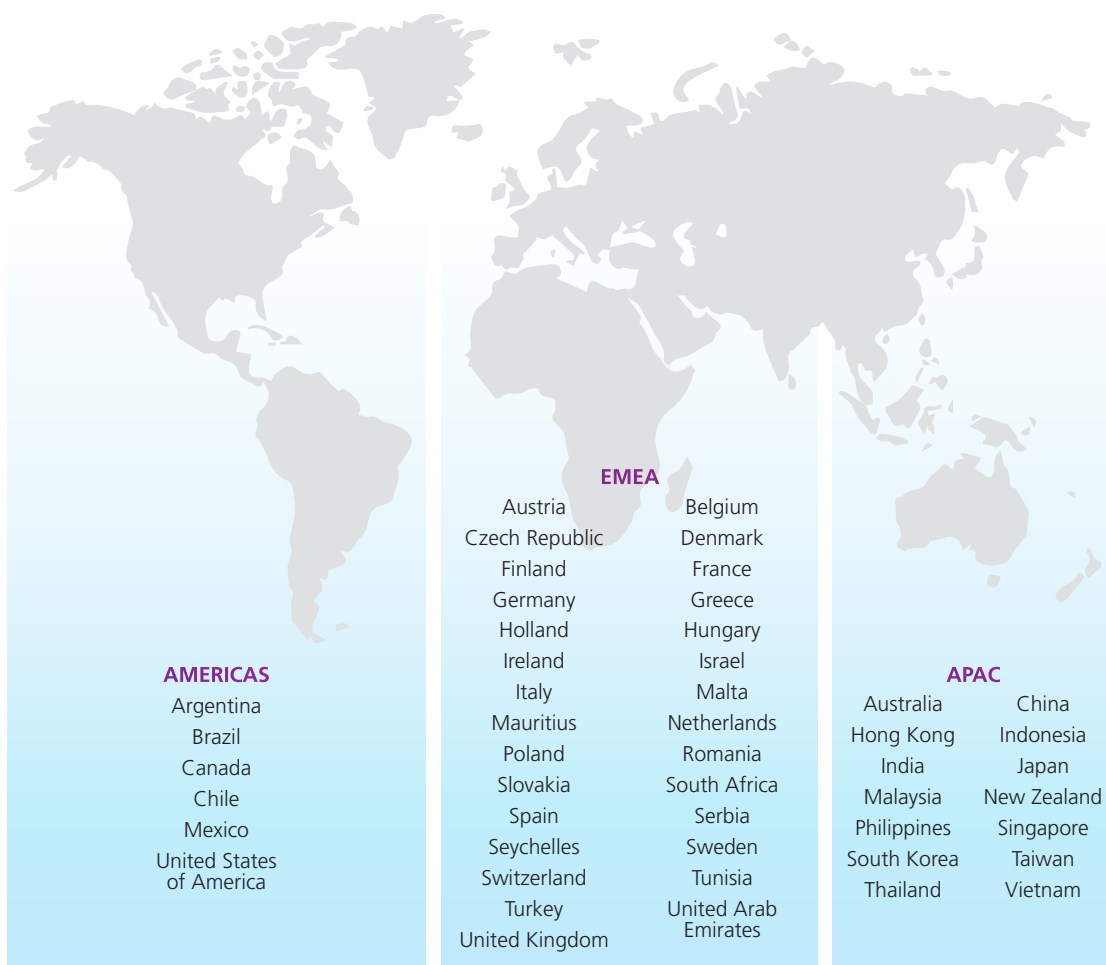 EMEA
Austria
Belgium
Czech Republic
Denmark
Finland
France
Germany
Greece
Holland
Hungary
Ireland
Israel
Italy
Malta
Mauritius
Netherlands
Poland
Romania
Slovakia
South Africa
Spain
Serbia
Seychelles
Sweden
Switzerland
Tunisia
Turkey
United Arab
Emirates
United Kingdom
AMERICAS
Argentina
Brazil
Canada
Chile
Mexico
United States
of America
APAC
Australia
China
Hong Kong
Indonesia
India
Japan
Malaysia
New Zealand
Philippines
Singapore
South Korea
Taiwan
Thailand
Vietnam